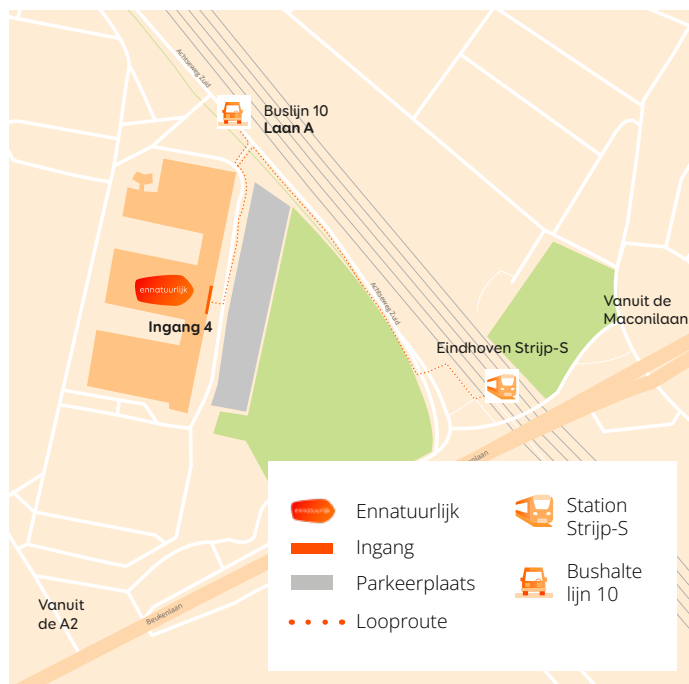 Achtseweg Zuid
Buslijn 10
Laan A
ennatuurlijk
Ingang 4
Achtseweg Zuid
Vanuit de
Maconilaan
Eindhoven Strijp-S
Vanuit
de A2
Beukenlaan
ennatuurlijk
Ennatuurlijk
Ingang
Parkeerplaats
Looproute
Station
Strijp-S
Bushalte
lijn 10